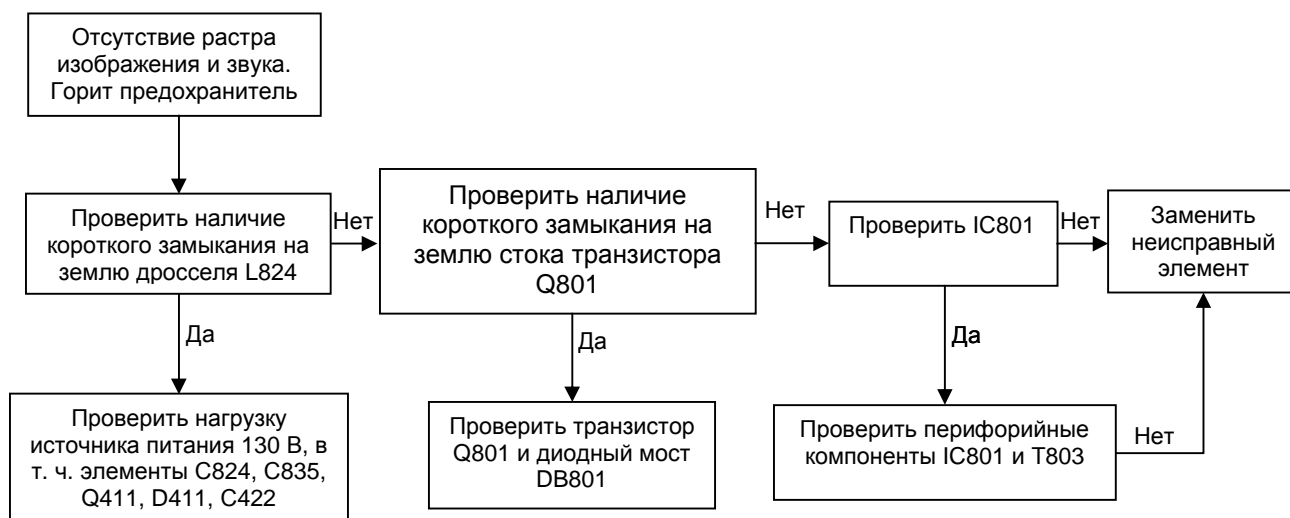 Отсутствие растра
изображения и звука.
Горит предохранитель
Проверить наличие
короткого замыкания на
землю дросселя L824
Нет
Проверить наличие
короткого замыкания на
землю стока транзистора
Q801
Нет
Проверить IC801
Нет
Заменить
неисправный
элемент
Да
Да
Да
Проверить нагрузку
источника питания 130 В, в
т. ч. элементы C824, C835,
Q411, D411, C422
Проверить транзистор
Q801 и диодный мост
DB801
Проверить перифорийные
компоненты IC801 и T803
Нет